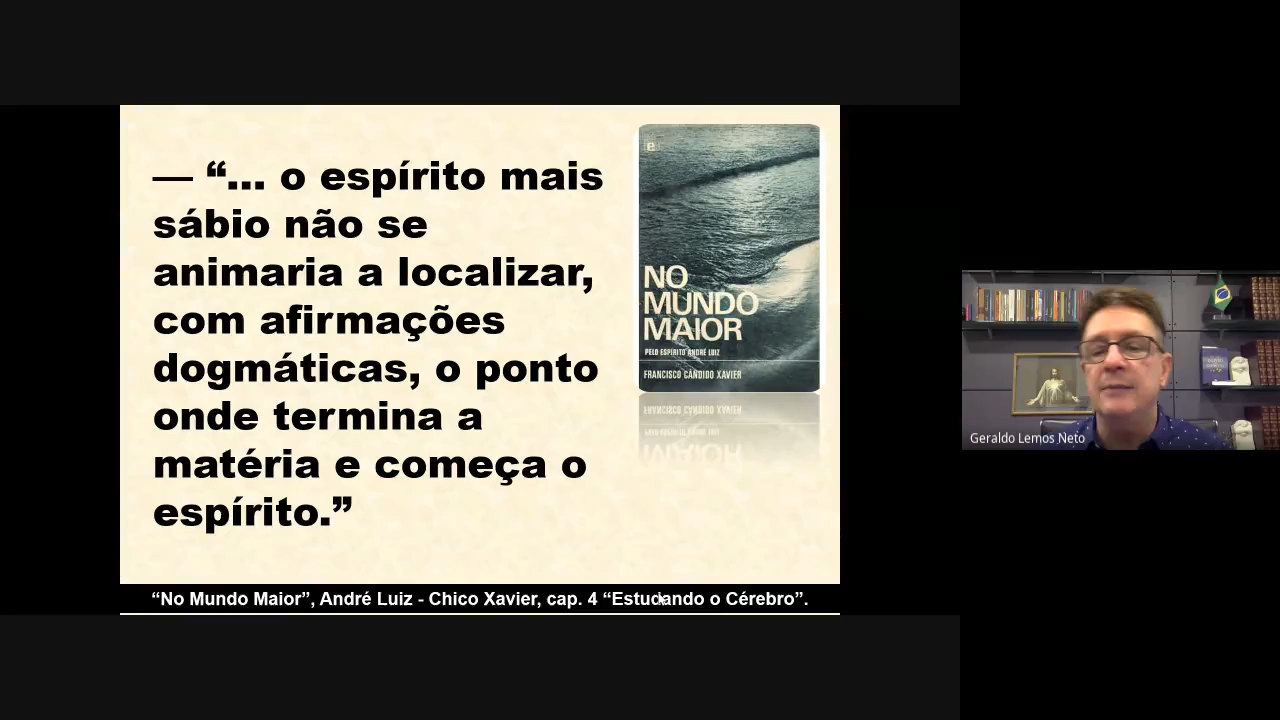 — “... o espírito mais
sábio não se
animaria a localizar,
com afirmações
dogmáticas, o ponto
onde termina a
matéria e começa o
espírito.”
e
NO
MUNDO
MAIOR
PELO ESPÍRITO ANDRÉ LUIZ
FRANCISCO CÂNDIDO XAVIER
“No Mundo Maior”, André Luiz - Chico Xavier, cap. 4 “Estudando o Cérebro”.
Geraldo Lemos Neto